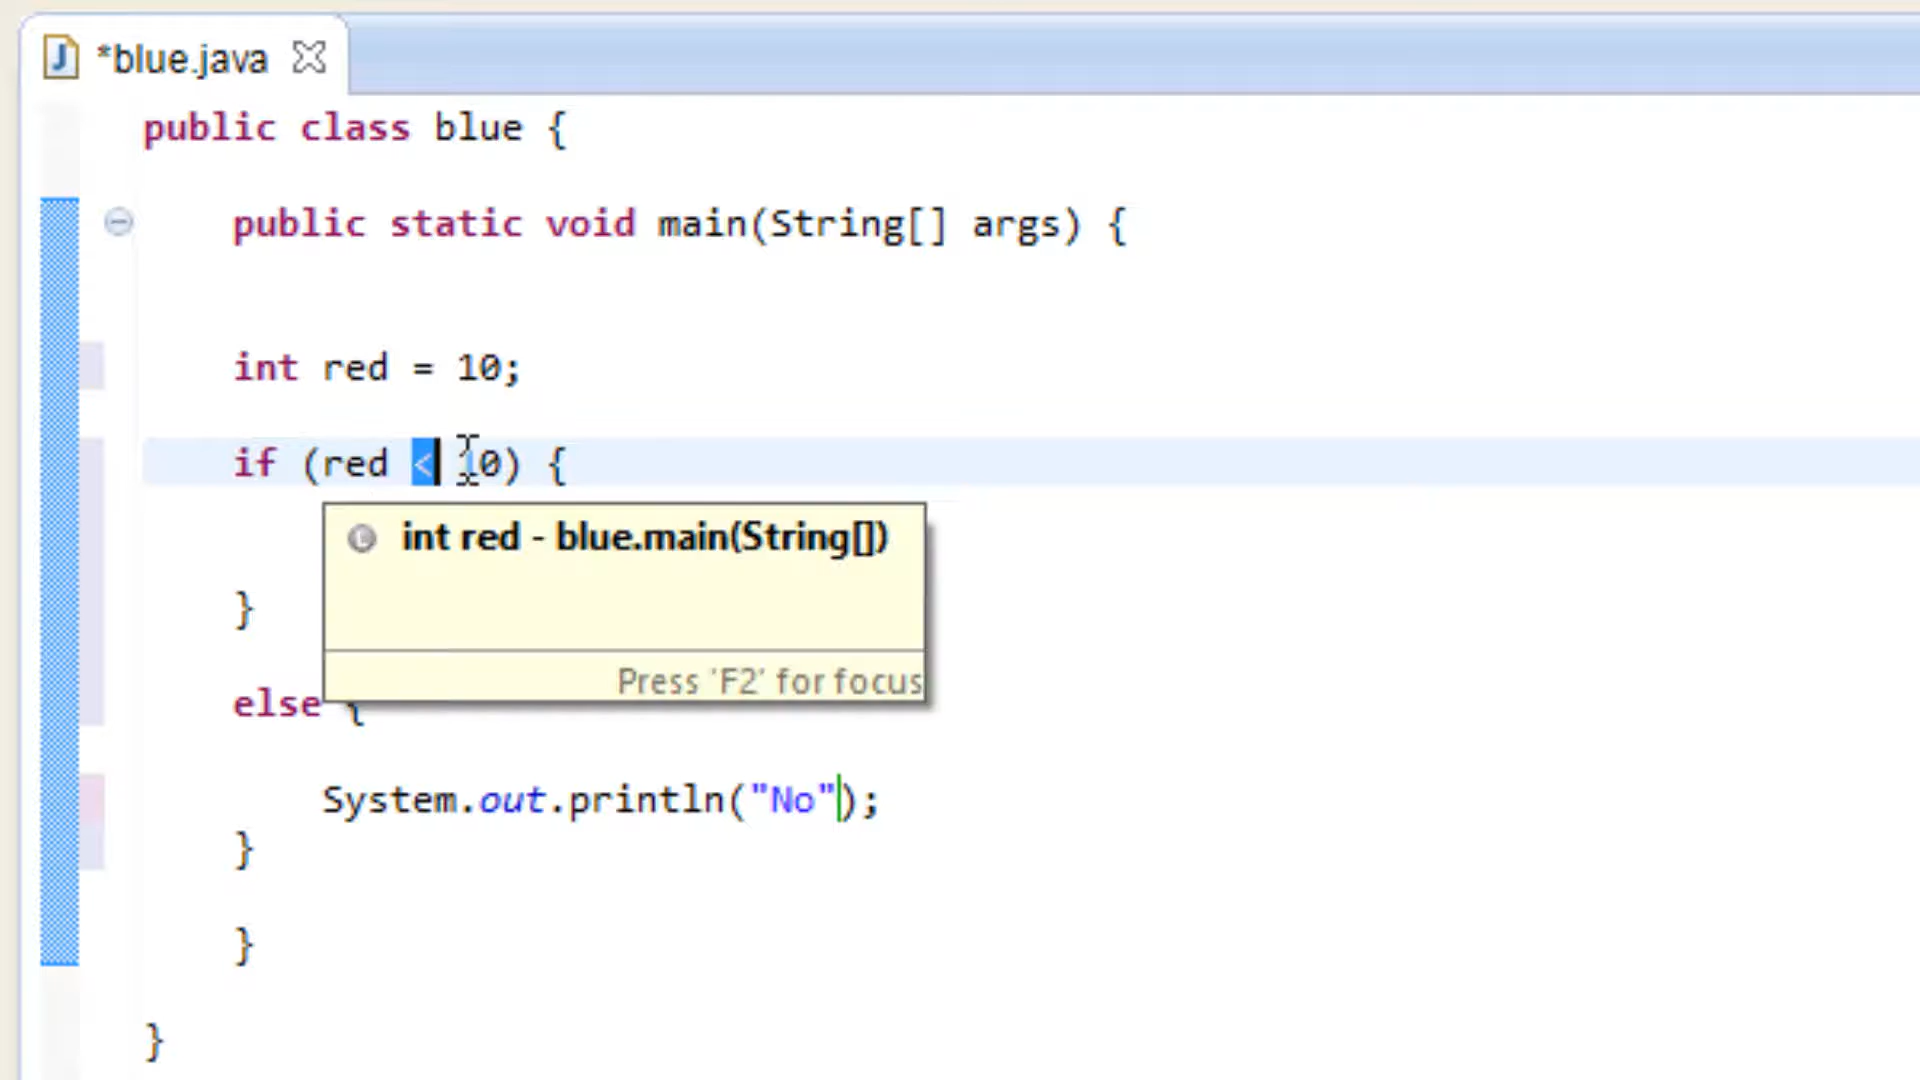 *blue.java
public class blue {
public static void main(String[] args) {
int red = 10;
if (red < 10) {
int red - blue.main(String[])
}
Press 'F2' for focus
else {
System.out.println("No");
}
}
}